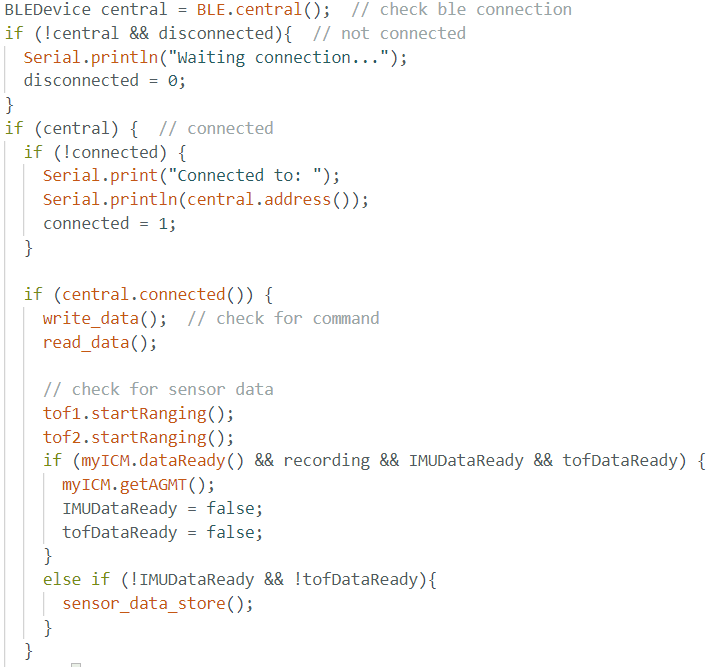 BLEDevice central = BLE.central();  // check ble connection
if (!central && disconnected){  // not connected
  Serial.println("Waiting connection...");
  disconnected = 0;
}
if (central) {  // connected
  if (!connected) {
    Serial.print("Connected to: ");
    Serial.println(central.address());
    connected = 1;
  }

  if (central.connected()) {
    write_data();  // check for command
    read_data();

    // check for sensor data
    tof1.startRanging();
    tof2.startRanging();
    if (myICM.dataReady() && recording && IMUDataReady && tofDataReady) {
      myICM.getAGMT();
      IMUDataReady = false;
      tofDataReady = false;
    }
    else if (!IMUDataReady && !tofDataReady){
      sensor_data_store();
    }
  }